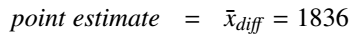 point estimate = x̄diff = 1836